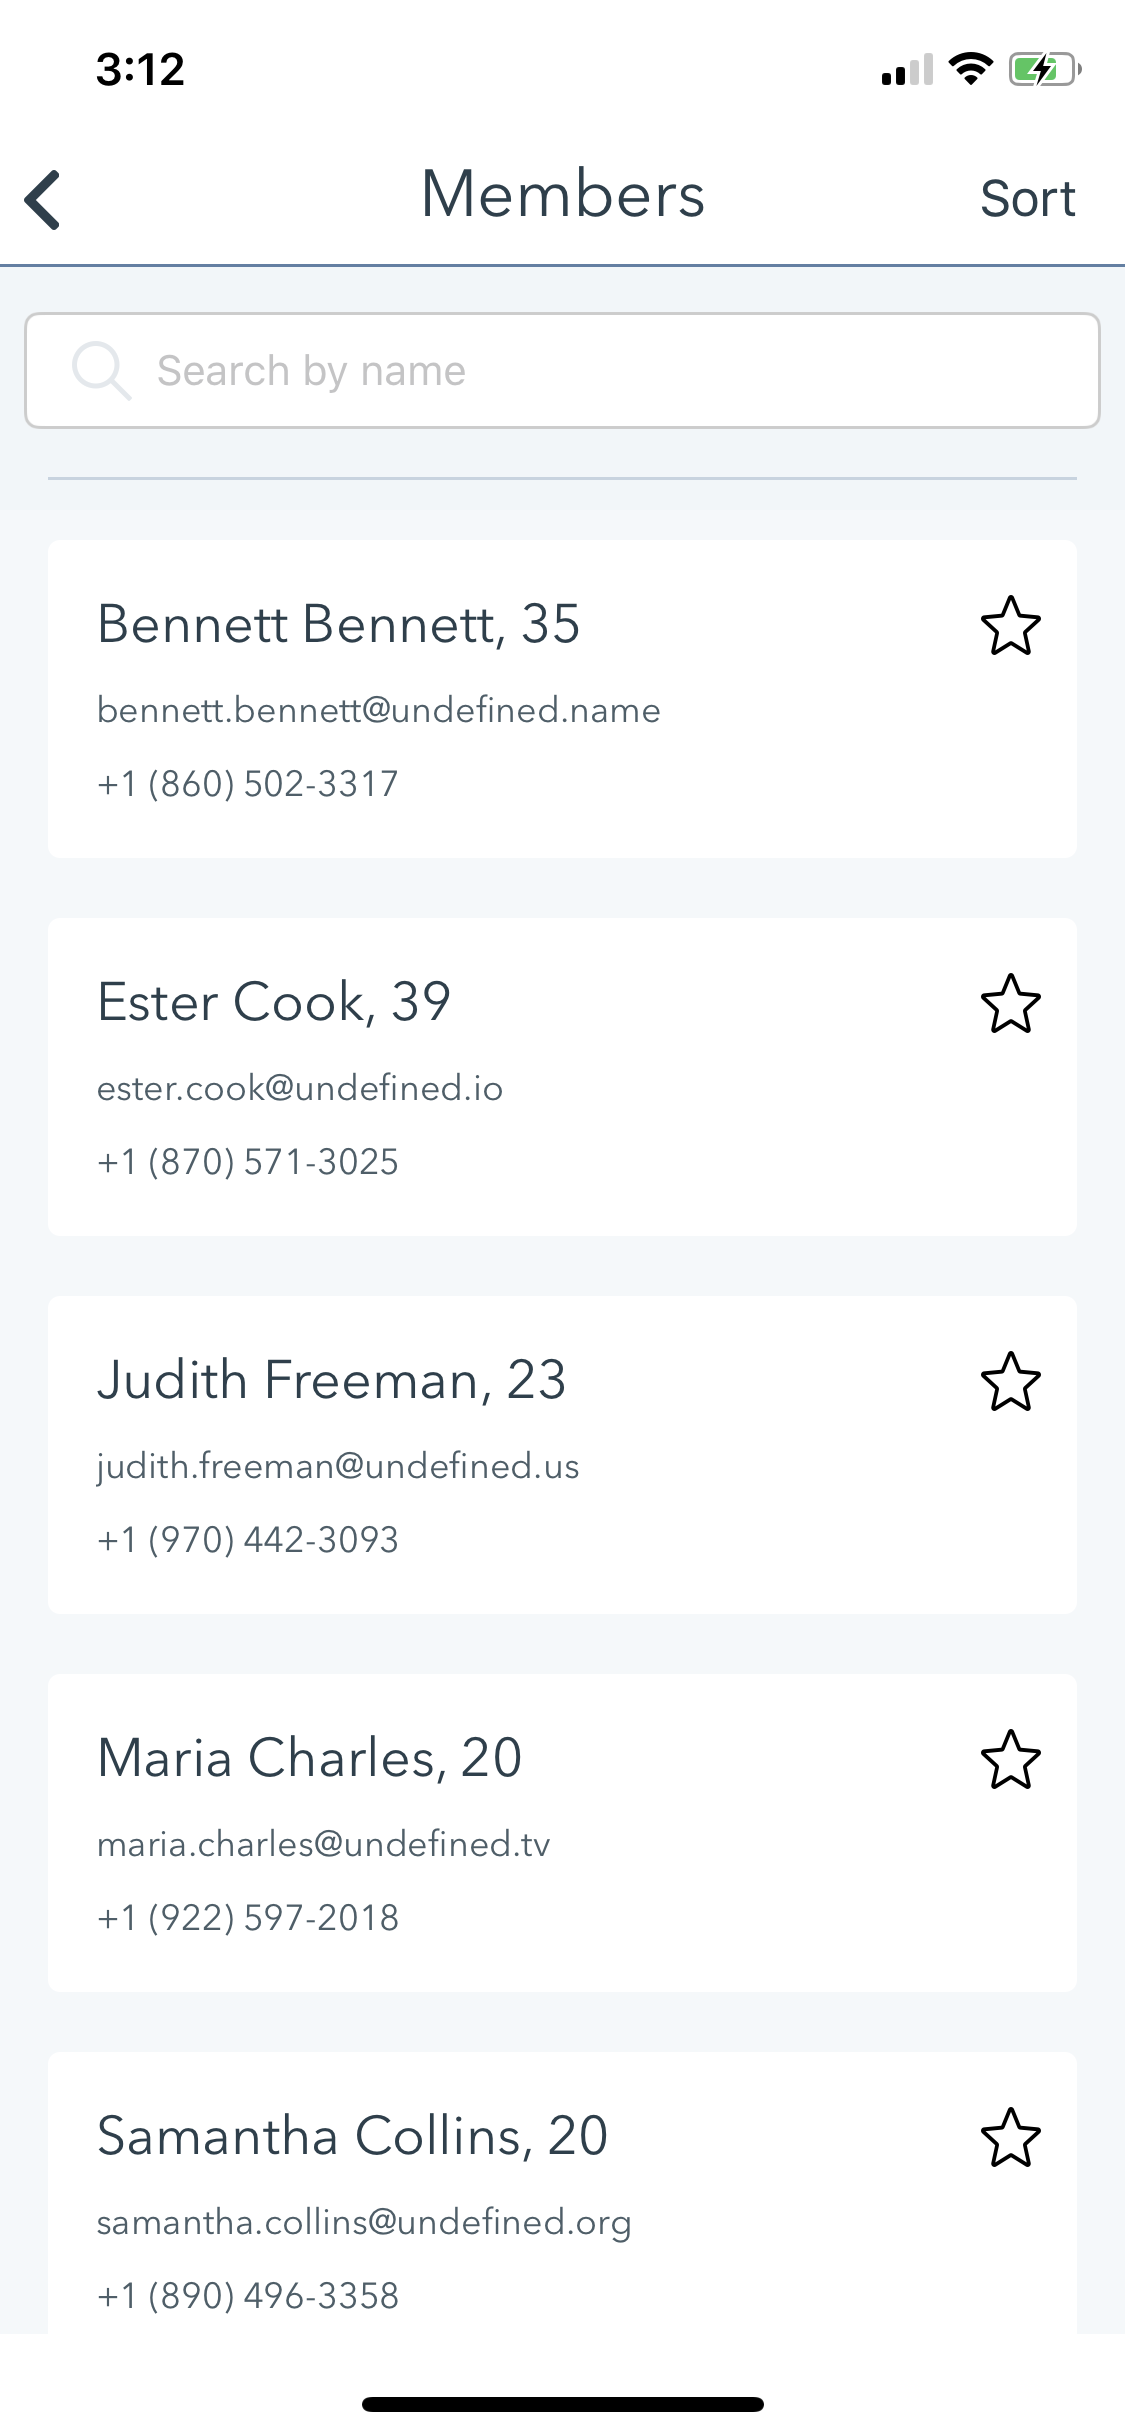 3:12
Members
Sort
Search by name
Bennett Bennett, 35
bennett.bennett@undefined.name
+1 (860) 502-3317
Ester Cook, 39
ester.cook@undefined.io
+1 (870) 571-3025
Judith Freeman, 23
judith.freeman@undefined.us
+1 (970) 442-3093
Maria Charles, 20
maria.charles@undefined.tv
+1 (922) 597-2018
Samantha Collins, 20
samantha.collins@undefined.org
+1 (890) 496-3358